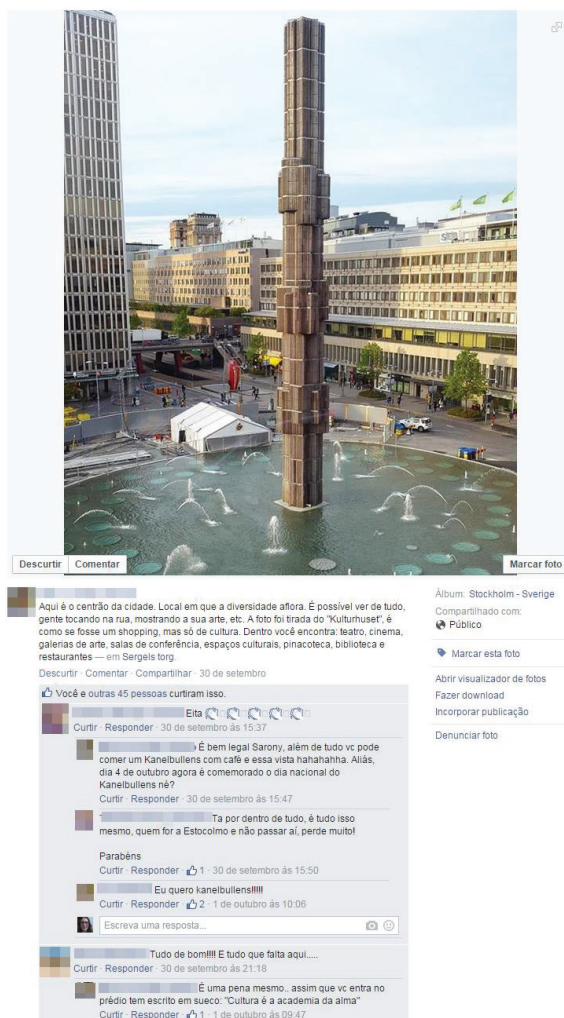 Descurtir Comentar Marcar foto
Aqui é o centrão da cidade. Local em que a diversidade aflora. É possível ver de tudo,
gente tocando na rua, mostrando a sua arte, etc. A foto foi tirada do "Kulturhuset", é
como se fosse um shopping, mas só de cultura. Dentro você encontra: teatro, cinema,
galerias de arte, salas de conferência, espaços culturais, pinacoteca, biblioteca e
restaurantes — em Sergels torg.
Descurtir · Comentar · Compartilhar · 30 de setembro
Você e outras 45 pessoas curtiram isso.
Eita
Curtir · Responder · 30 de setembro às 15:37
É bem legal Sarony, além de tudo vc pode
comer um Kanelbullens com café e essa vista hahahahha. Aliás,
dia 4 de outubro agora é comemorado o dia nacional do
Kanelbullens né?
Curtir · Responder · 30 de setembro às 15:47
Ta por dentro de tudo, é tudo isso
mesmo, quem for a Estocolmo e não passar aí, perde muito!
Parabéns
Curtir · Responder · 1 · 30 de setembro às 15:50
Eu quero kanelbullens!!!!!
Curtir · Responder · 2 · 1 de outubro às 10:06
Escreva uma resposta...
Tudo de bom!!!! E tudo que falta aqui.....
Curtir · Responder · 30 de setembro às 21:18
É uma pena mesmo.. assim que vc entra no
prédio tem escrito em sueco: "Cultura é a academia da alma"
Curtir · Responder · 1 · 1 de outubro às 09:47
Álbum: Stockholm - Sverige
Compartilhado com:
Público
Marcar esta foto
Abrir visualizador de fotos
Fazer download
Incorporar publicação
Denunciar foto